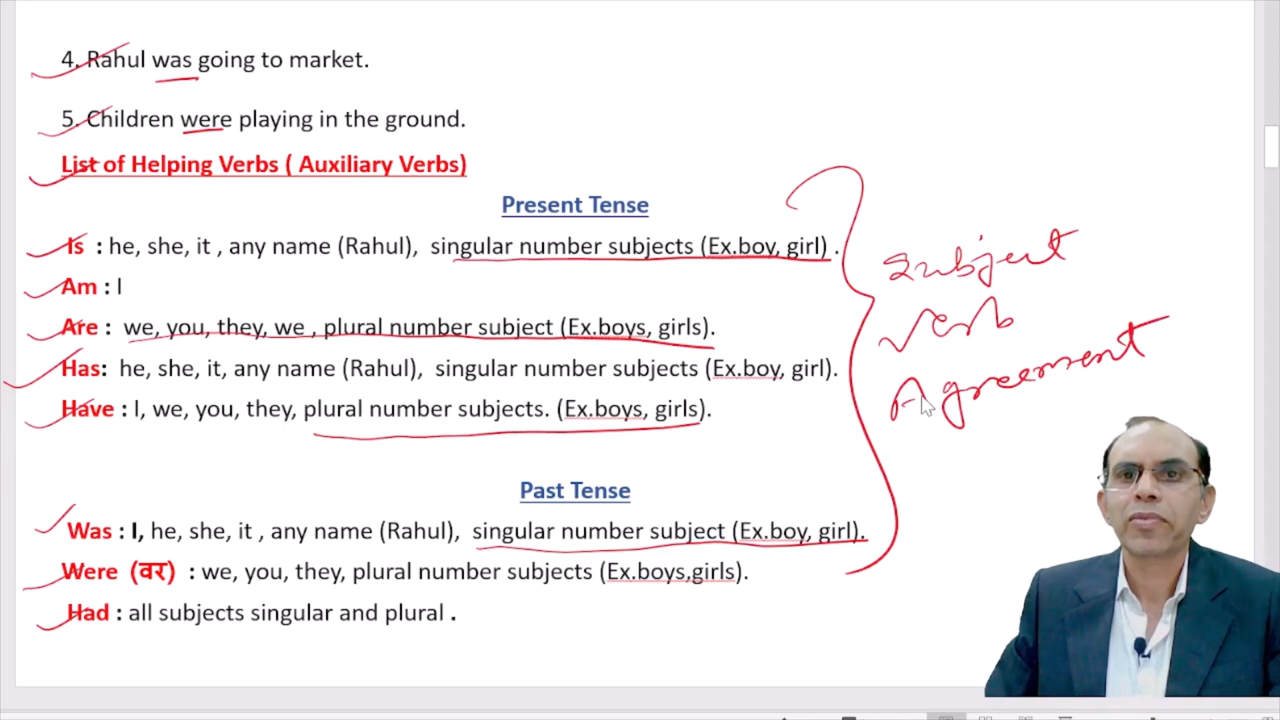 4. Rahul was going to market.
5. Children were playing in the ground.
List of Helping Verbs ( Auxiliary Verbs)
Present Tense
Is : he, she, it , any name (Rahul), singular number subjects (Ex.boy, girl) .
Am : I
Are : we, you, they, we , plural number subject (Ex.boys, girls).
Has: he, she, it, any name (Rahul), singular number subjects (Ex.boy, girl).
Have : I, we, you, they, plural number subjects. (Ex.boys, girls).
Past Tense
Was : I, he, she, it , any name (Rahul), singular number subject (Ex.boy, girl).
Were (वर) : we, you, they, plural number subjects (Ex.boys,girls).
Had : all subjects singular and plural .
Subject
Verb
Agreement